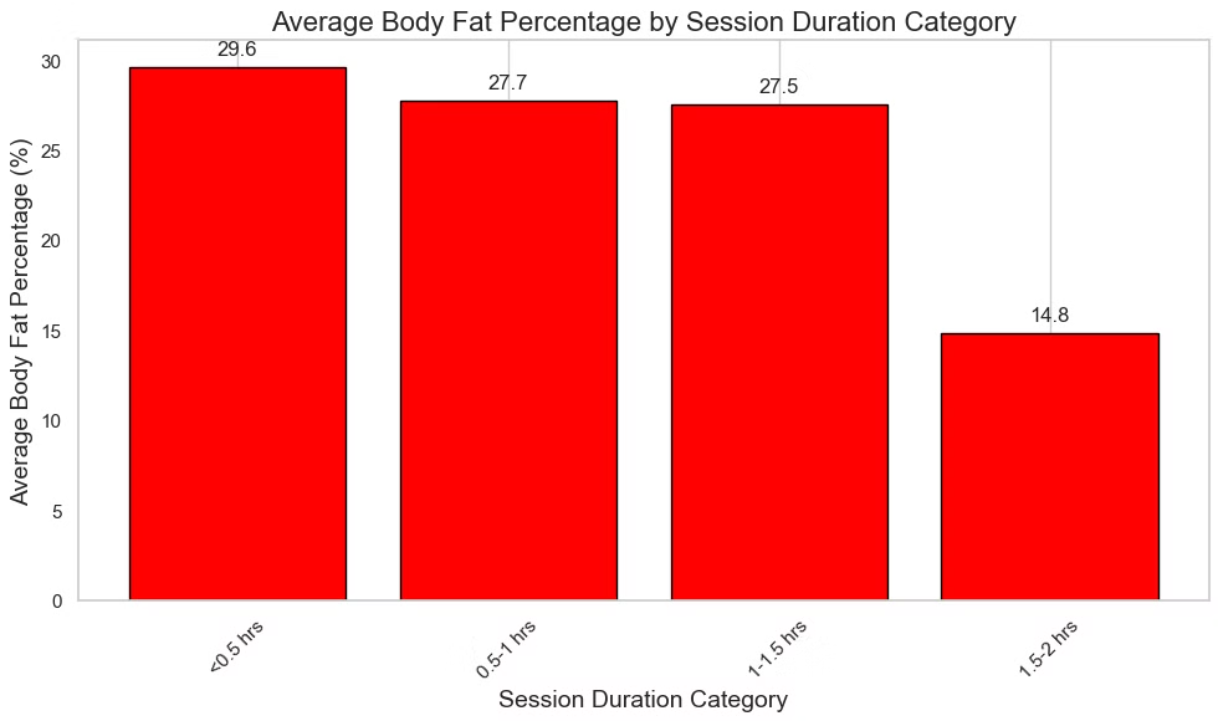 Average Body Fat Percentage by Session Duration Category
Average Body Fat Percentage (%)
30
25
20
15
10
5
0
29.6
27.7
27.5
14.8
<0.5 hrs
0.5-1 hrs
1-1.5 hrs
1.5-2 hrs
Session Duration Category